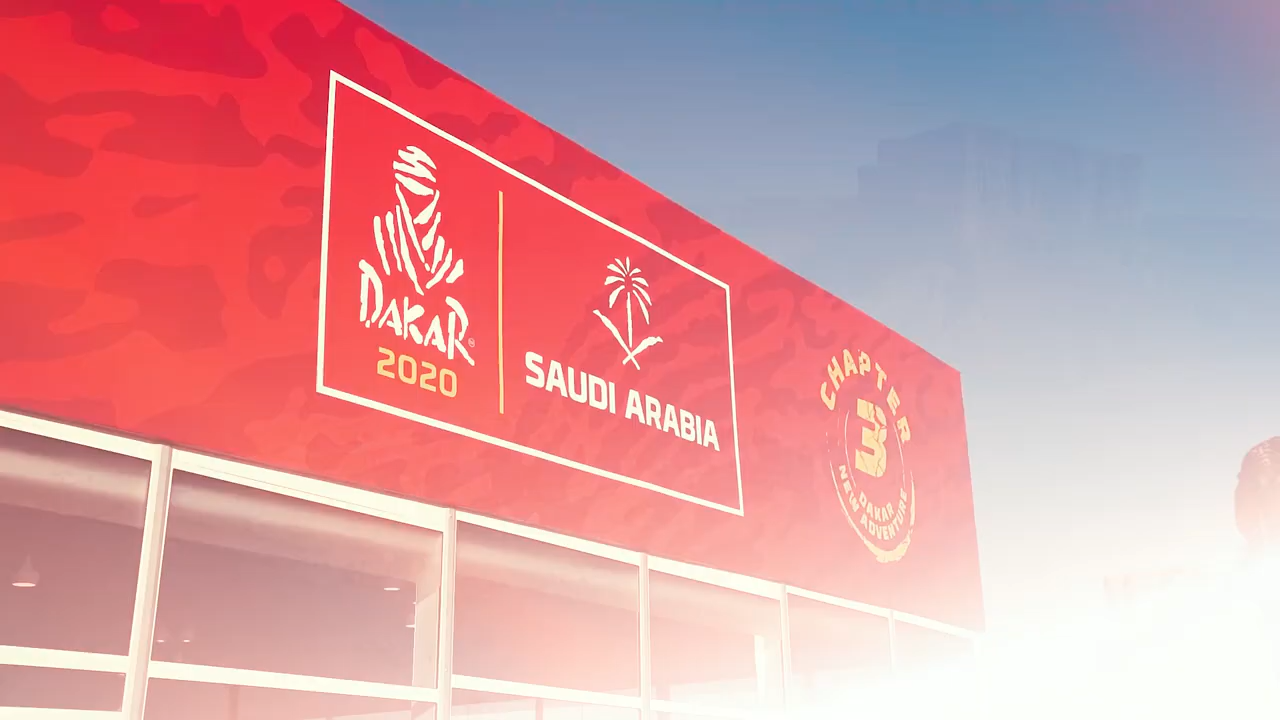 DAKAR
2020
SAUDI ARABIA
CHAPTER
3
DAKAR
NEW ADVENTURE